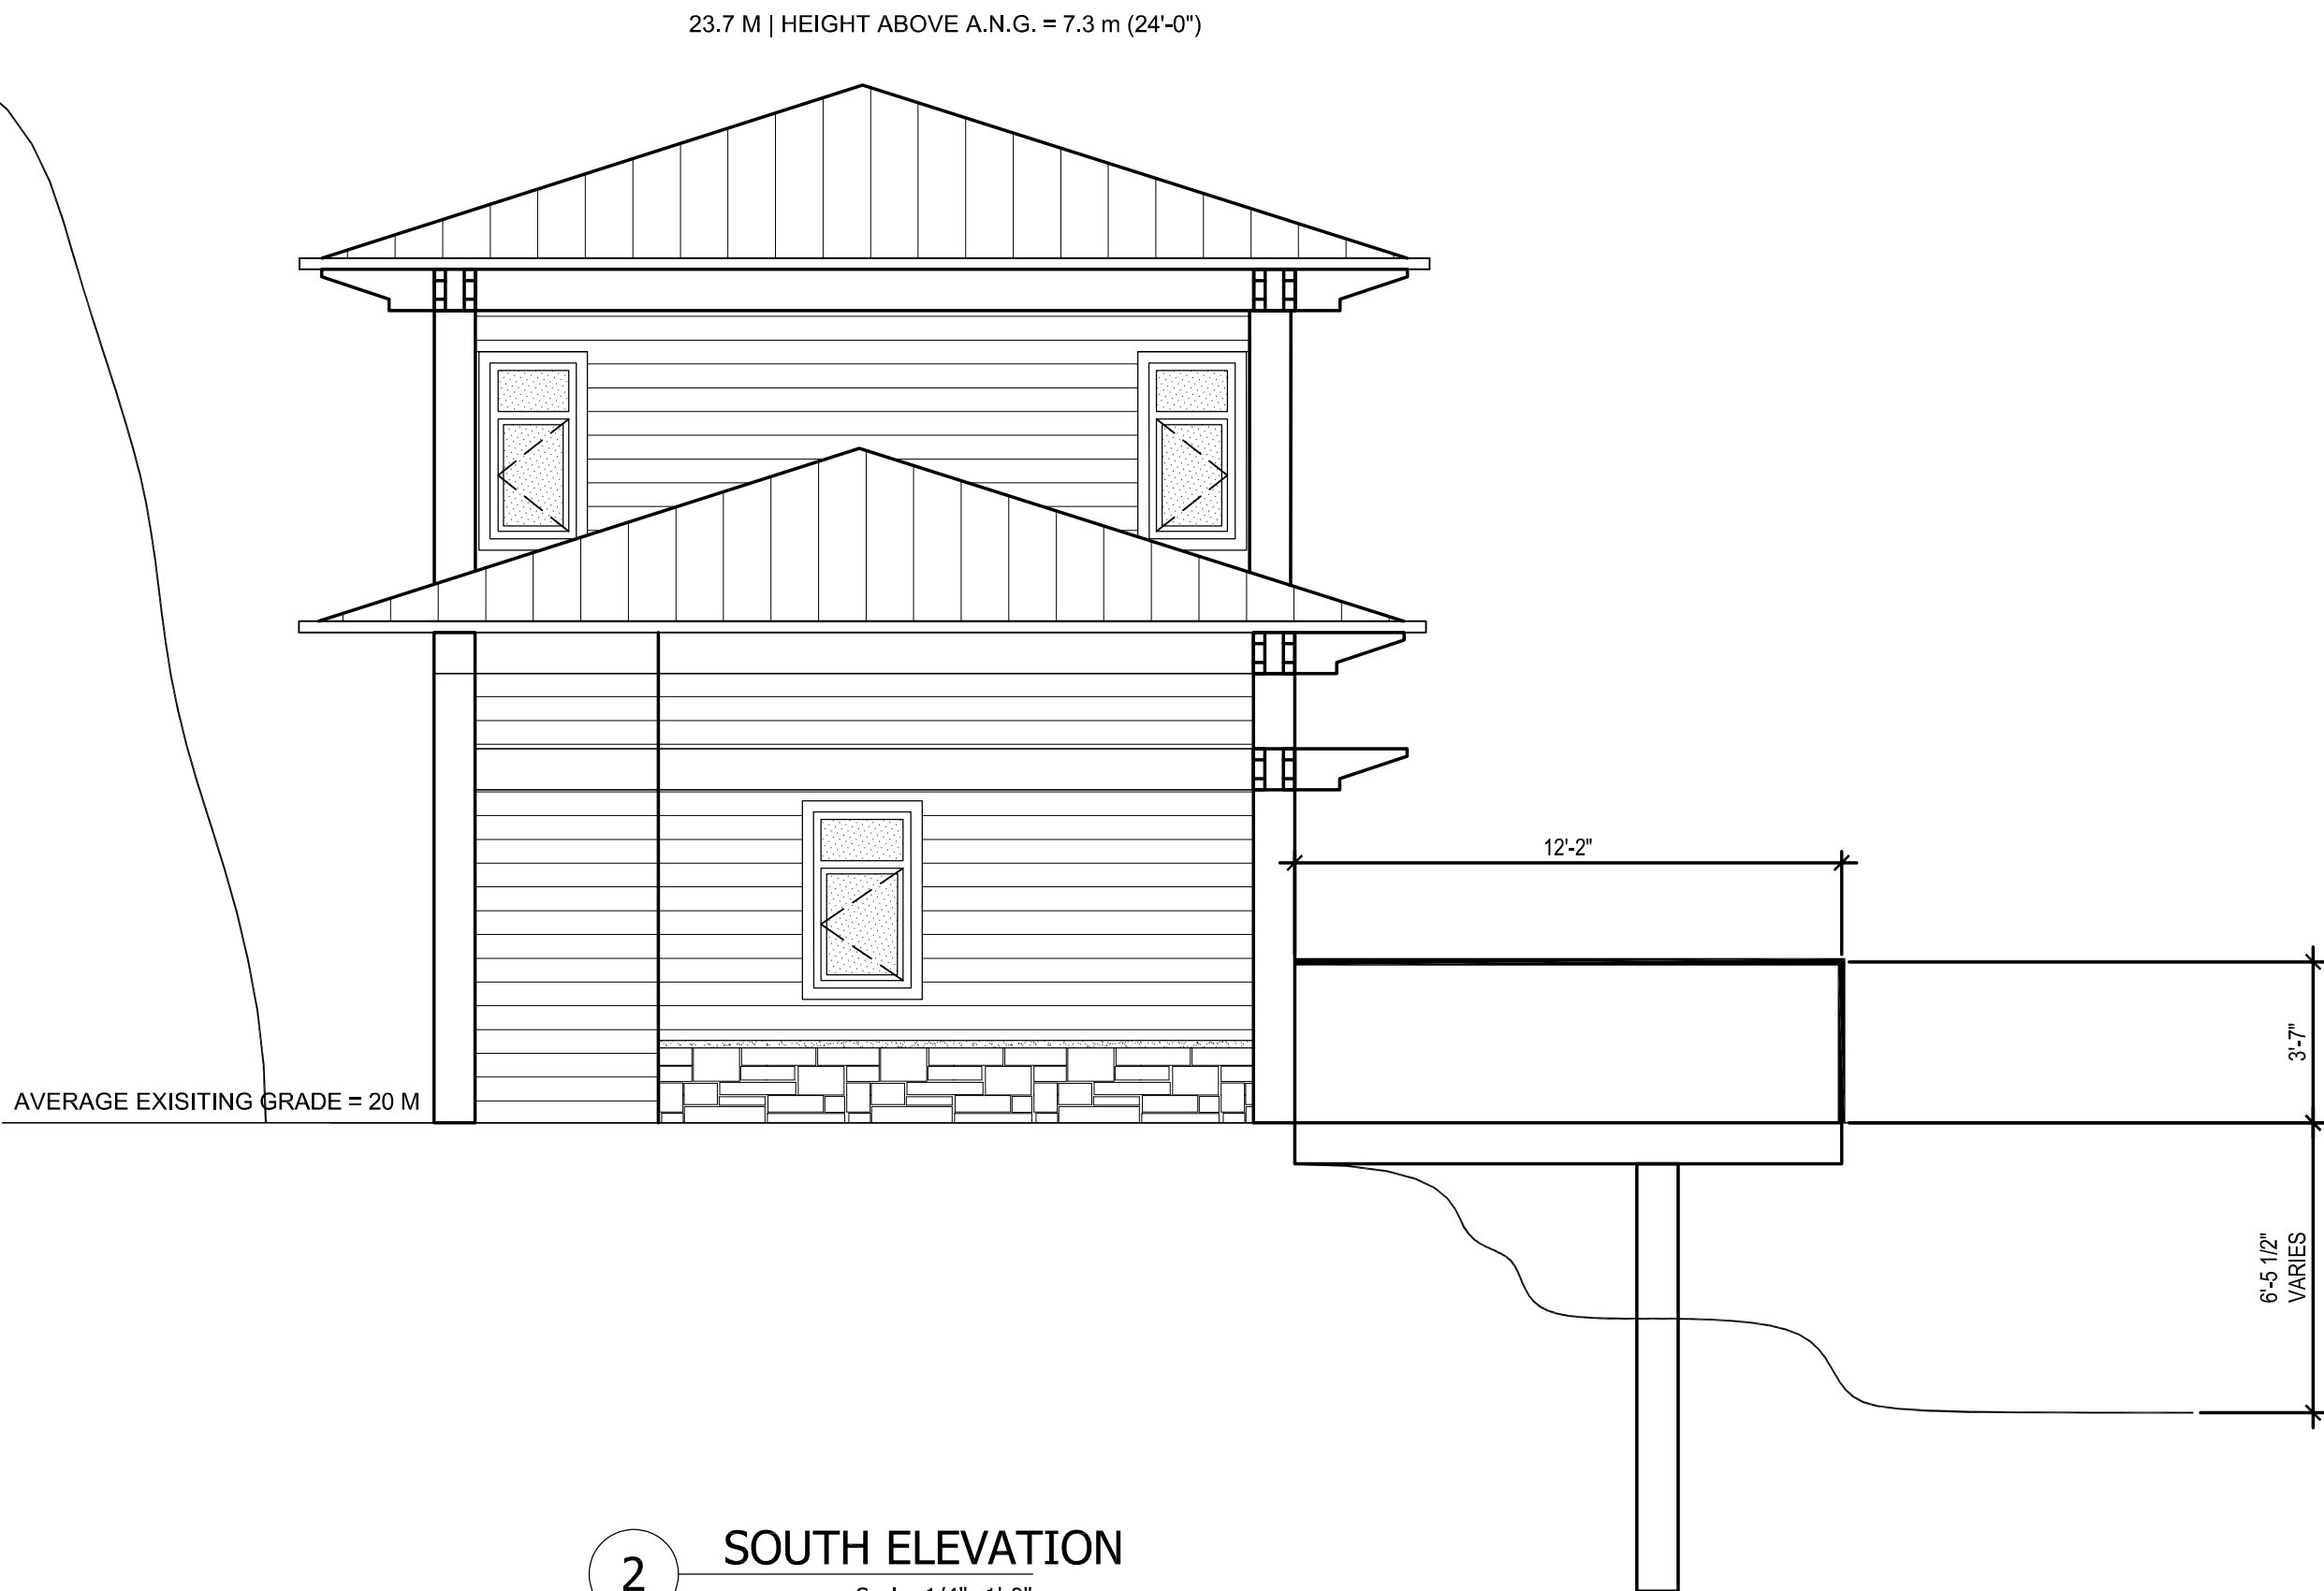 23.7 M | HEIGHT ABOVE A.N.G. = 7.3 m (24'-0")
12'-2"
3'-7"
AVERAGE EXISITING GRADE = 20 M
6'-5 1/2"
VARIES
SOUTH ELEVATION
2